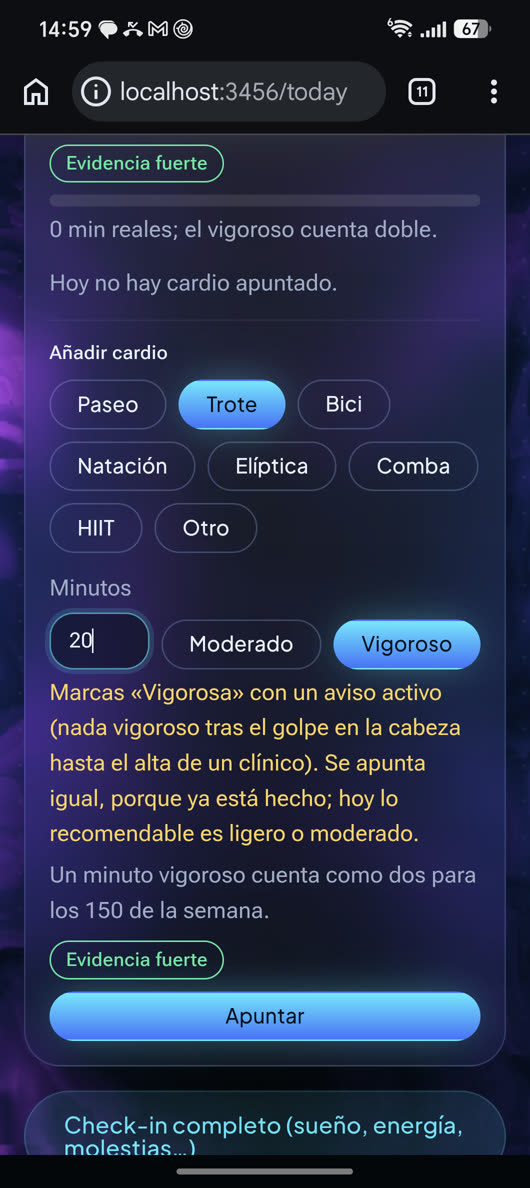 14:59
6
67
localhost:3456/today
11
Evidencia fuerte
0 min reales; el vigoroso cuenta doble.
Hoy no hay cardio apuntado.
Añadir cardio
Paseo Trote Bici
Natación Elíptica Comba
HIIT Otro
Minutos
20 Moderado Vigoroso
Marcas «Vigorosa» con un aviso activo
(nada vigoroso tras el golpe en la cabeza
hasta el alta de un clínico). Se apunta
igual, porque ya está hecho; hoy lo
recomendable es ligero o moderado.
Un minuto vigoroso cuenta como dos para
los 150 de la semana.
Evidencia fuerte
Apuntar
Check-in completo (sueño, energía,
molestias…)